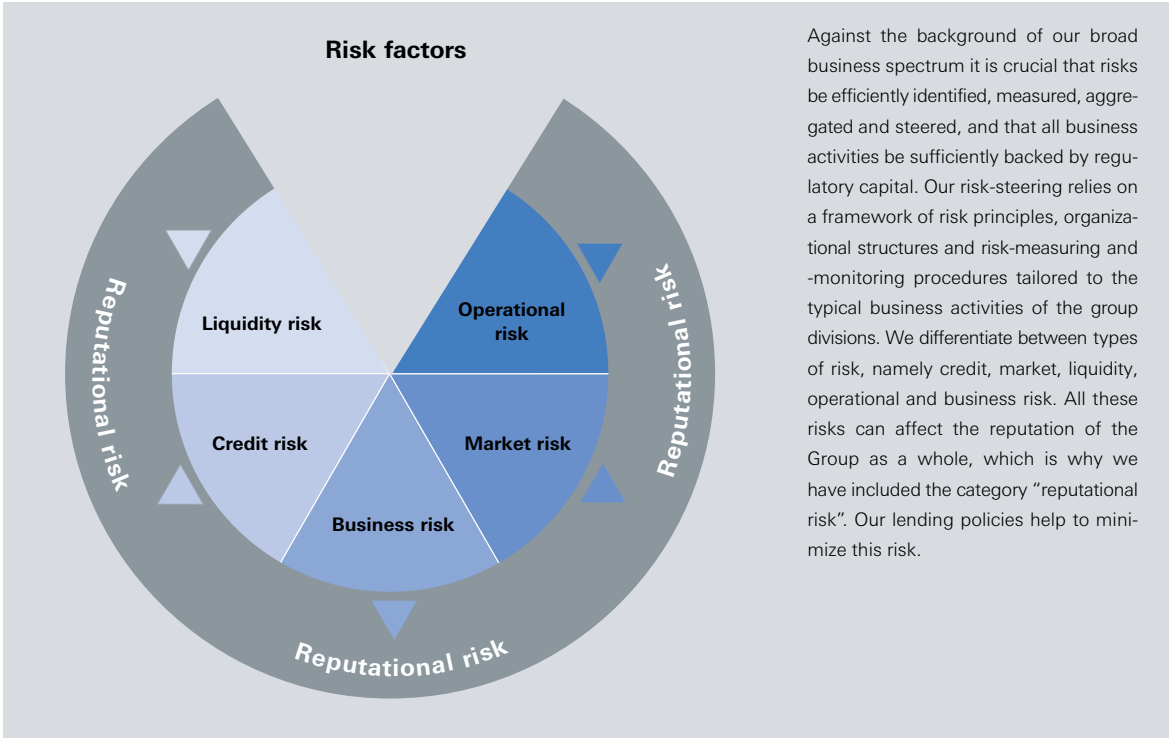 Risk factors
Reputational risk
Liquidity risk
Credit risk
Business risk
Market risk
Operational
risk
Reputational risk
Reputational risk
Against the background of our broad
business spectrum it is crucial that risks
be efficiently identified, measured, aggre-
gated and steered, and that all business
activities be sufficiently backed by regu-
latory capital. Our risk-steering relies on
a framework of risk principles, organiza-
tional structures and risk-measuring and
-monitoring procedures tailored to the
typical business activities of the group
divisions. We differentiate between types
of risk, namely credit, market, liquidity,
operational and business risk. All these
risks can affect the reputation of the
Group as a whole, which is why we
have included the category “reputational
risk”. Our lending policies help to mini-
mize this risk.